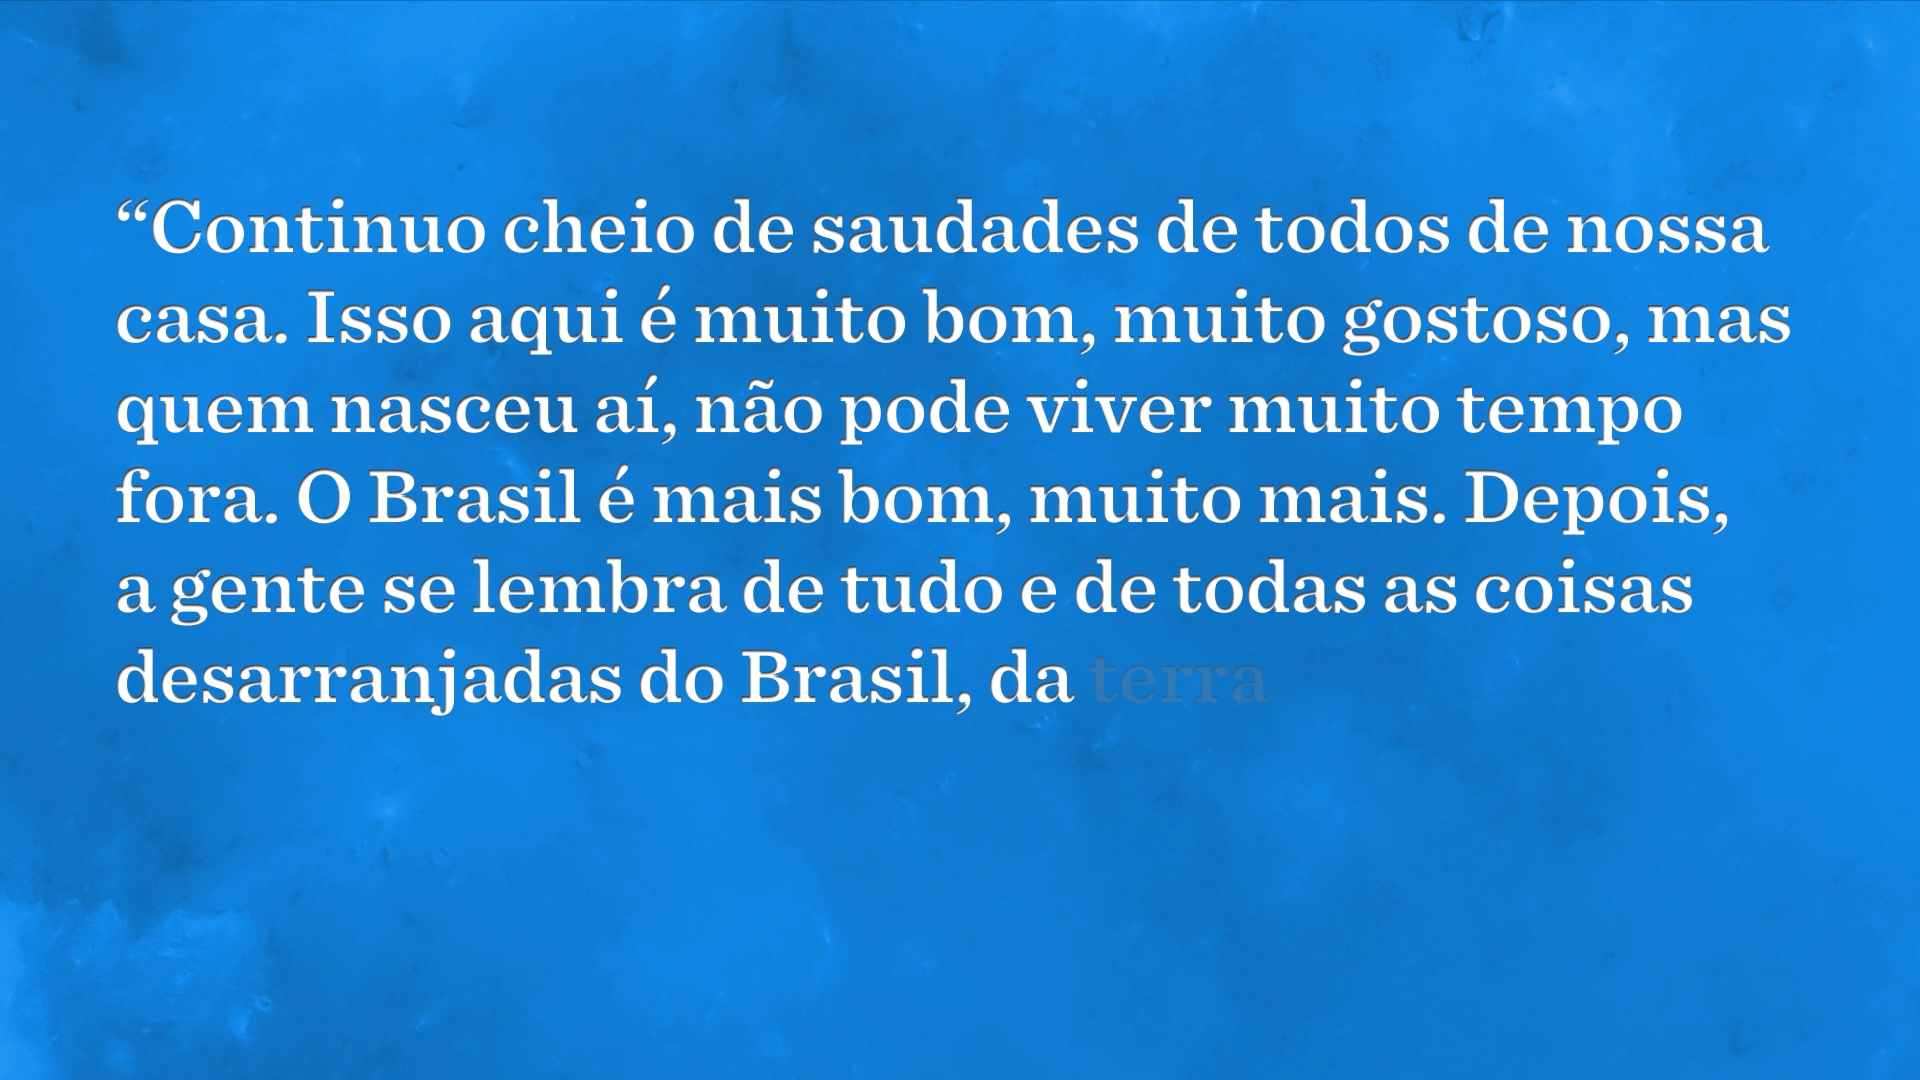 “Continuo cheio de saudades de todos de nossa
casa. Isso aqui é muito bom, muito gostoso, mas
quem nasceu aí, não pode viver muito tempo
fora. O Brasil é mais bom, muito mais. Depois,
a gente se lembra de tudo e de todas as coisas
desarranjadas do Brasil, da terra